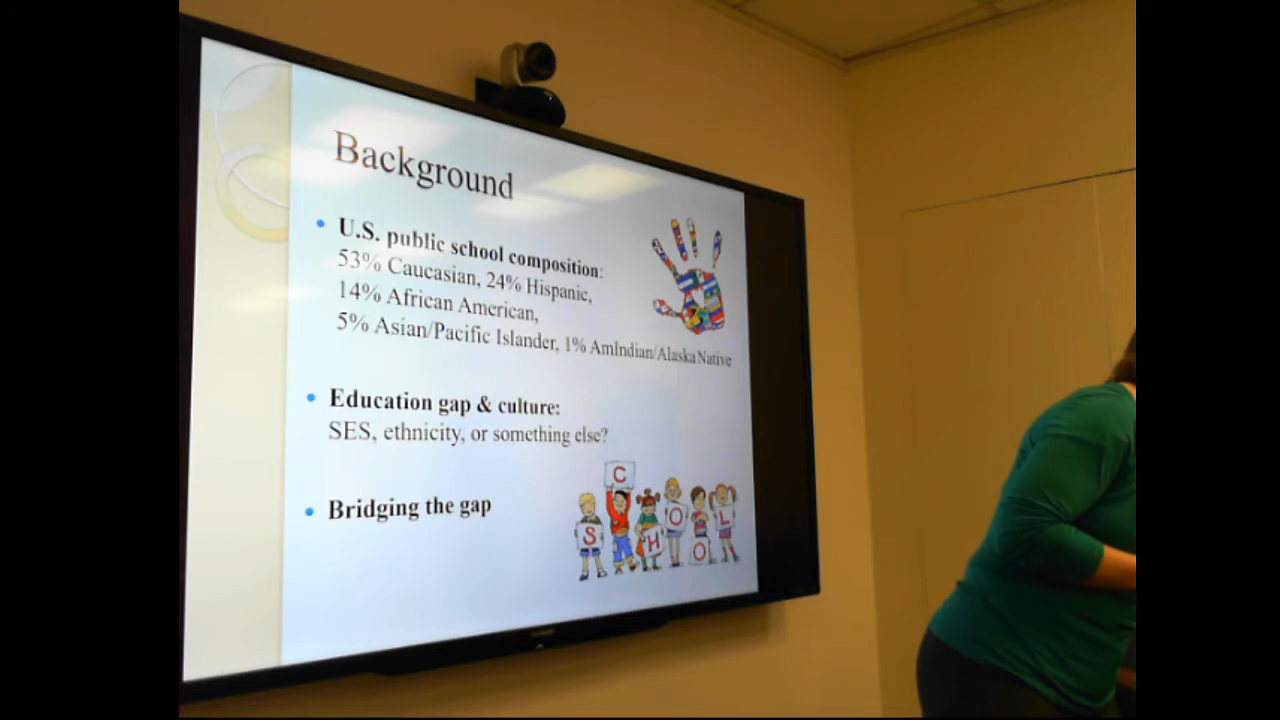 Background
• U.S. public school composition:
53% Caucasian, 24% Hispanic,
14% African American,
5% Asian/Pacific Islander, 1% AmIndian/Alaska Native
• Education gap & culture:
SES, ethnicity, or something else?
• Bridging the gap
S C H O O L